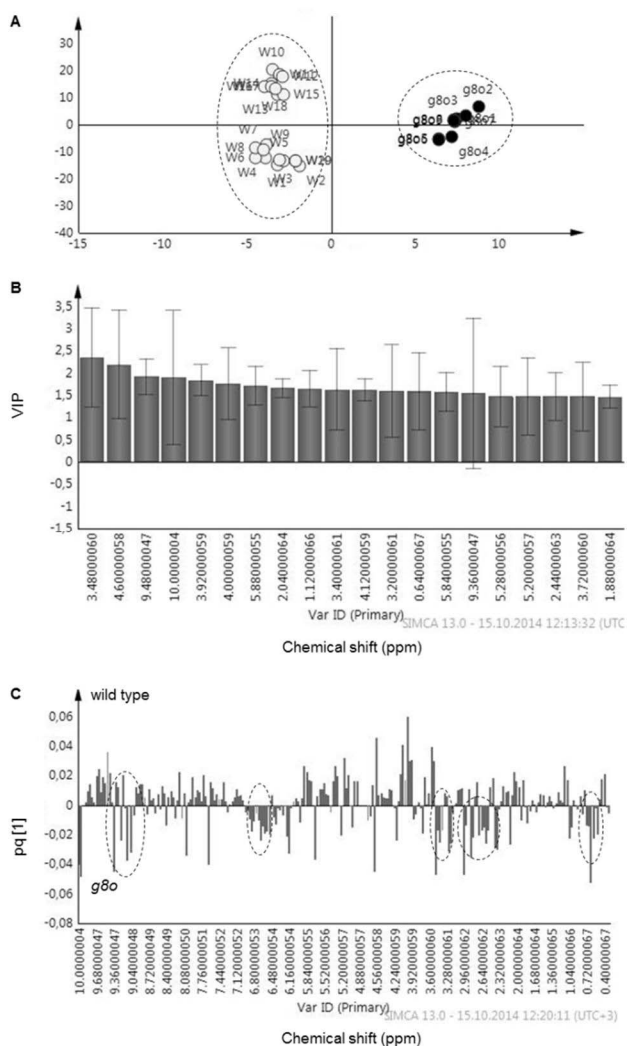 A
30
20
10
0
-10
-20
-30
-40
-15
-10
-5
0
5
10
W10
W15
W13
W18
W7
W9
W8
W5
W6
W4
W3
W1
W2
g8o2
g8o3
g8o4
B
VIP
3,5
3
2,5
2
1,5
1
0,5
0
-0,5
-1
-1,5
3.48000060
4.60000058
9.48000047
10.0000004
3.92000059
4.00000059
5.88000055
2.04000064
1.12000066
3.40000061
4.12000059
3.20000061
0.64000067
5.84000055
9.36000047
5.28000056
5.20000057
2.44000063
3.72000060
1.88000064
Var ID (Primary)
SIMCA 13.0 - 15.10.2014 12:13:32 (UTC
Chemical shift (ppm)
C
wild type
pq[1]
0,06
0,04
0,02
0
-0,02
-0,04
-0,06
-0,08
g8o
10.0000004
9.68000047
9.36000047
9.04000048
8.72000049
8.40000049
8.08000050
7.76000051
7.44000052
7.12000052
6.80000053
6.48000054
6.16000054
5.84000055
5.52000056
5.20000057
4.88000057
4.56000058
4.24000059
3.92000059
3.60000060
3.28000061
2.96000062
2.64000062
2.32000063
2.00000064
1.68000064
1.36000065
1.04000066
0.72000067
0.40000067
Var ID (Primary)
SIMCA 13.0 - 15.10.2014 12:20:11 (UTC+3)
Chemical shift (ppm)